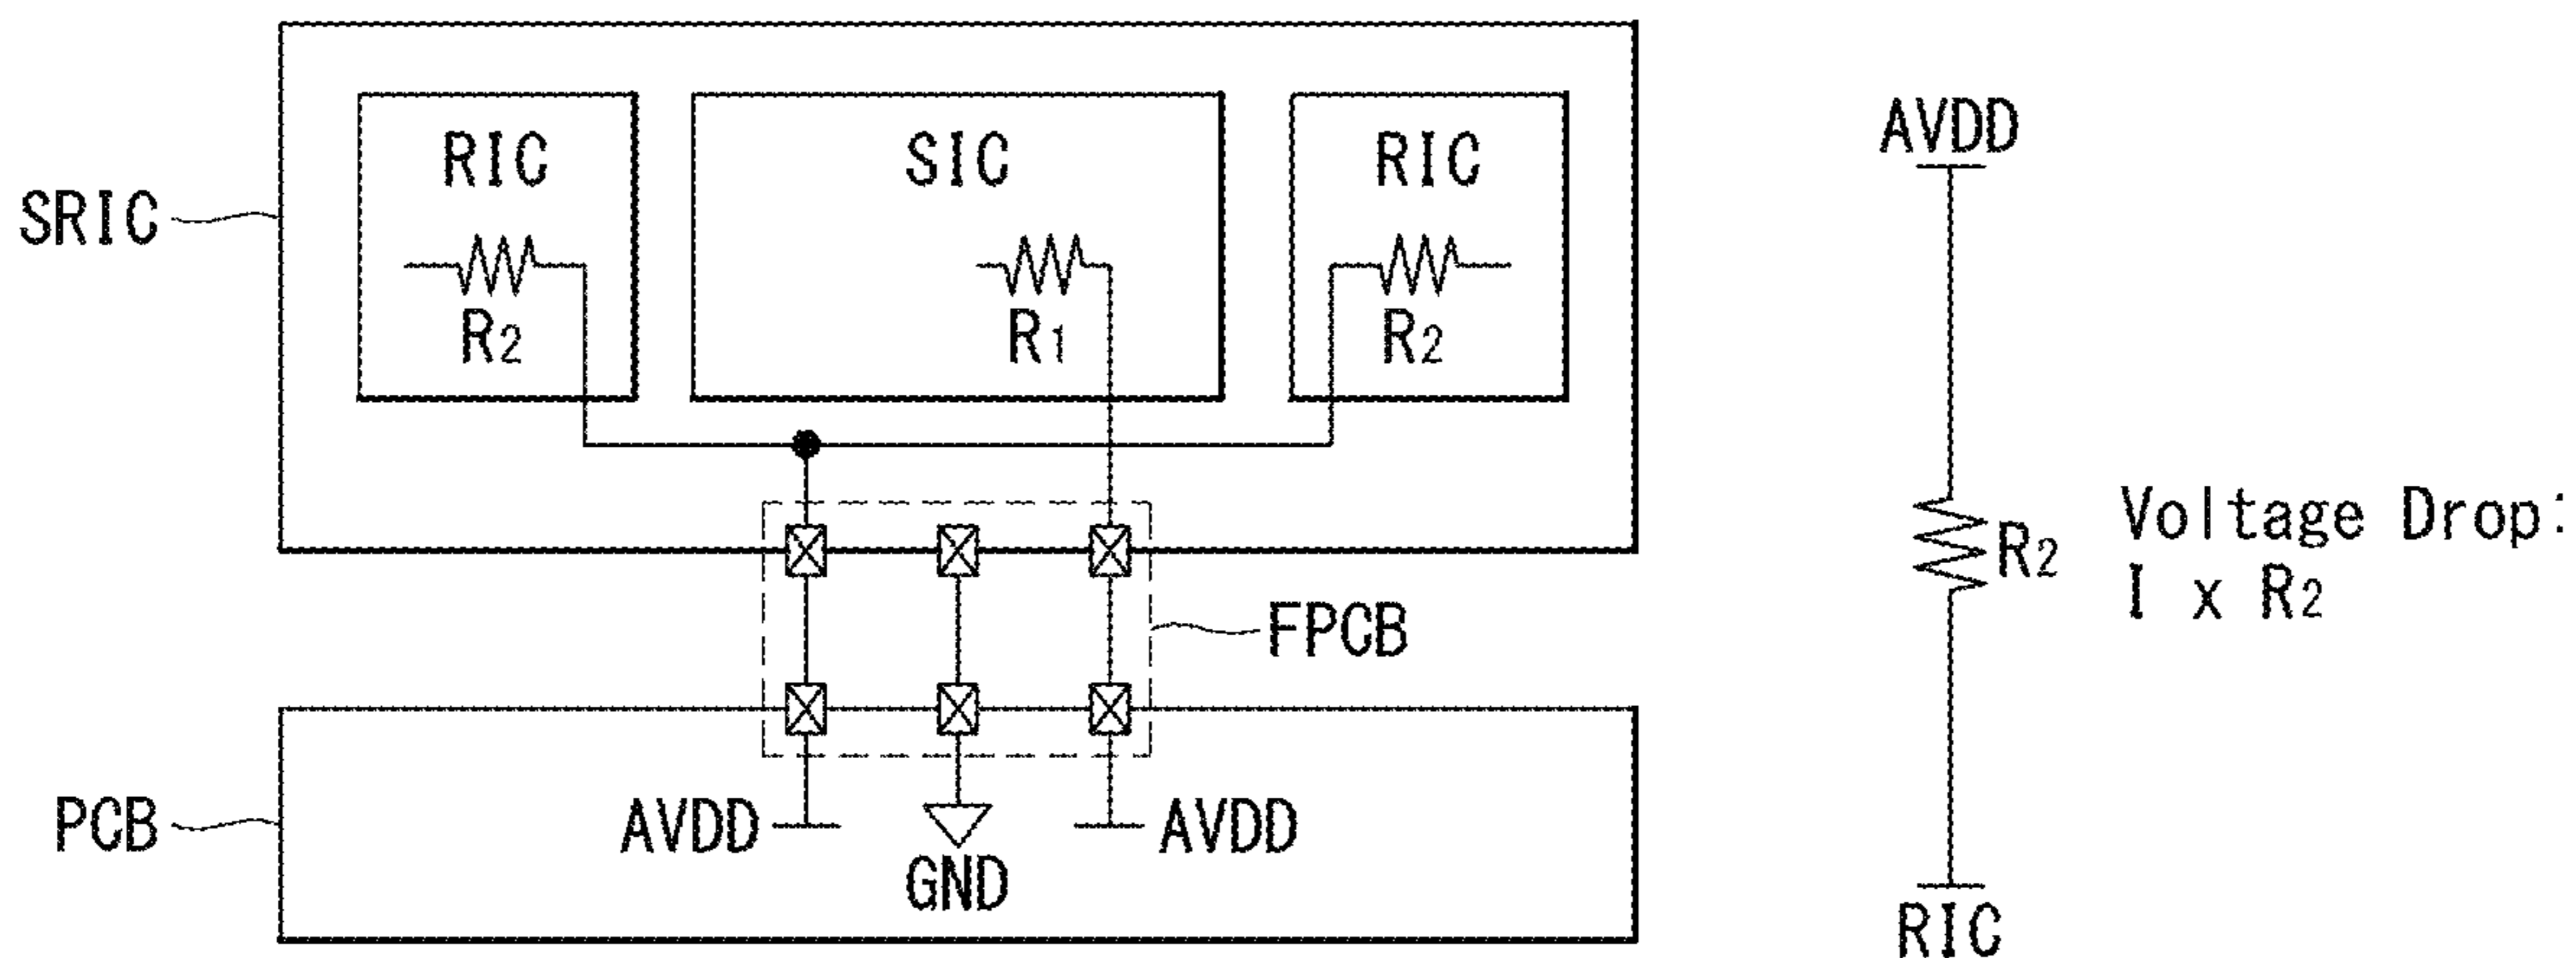 RIC
SIC
RIC
SRIC
R2
R1
R2
FPCB
PCB
AVDD
GND
AVDD
AVDD
R2
Voltage Drop:
I x R2
RIC